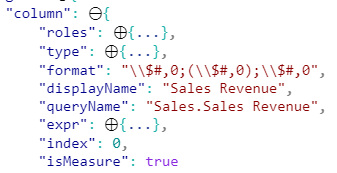 "column": ⊖{
"roles": ⊕{...},
"type": ⊕{...},
"format": "\\$#,0;(\\$#,0);\\$#,0",
"displayName": "Sales Revenue",
"queryName": "Sales.Sales Revenue",
"expr": ⊕{...},
"index": 0,
"isMeasure": true